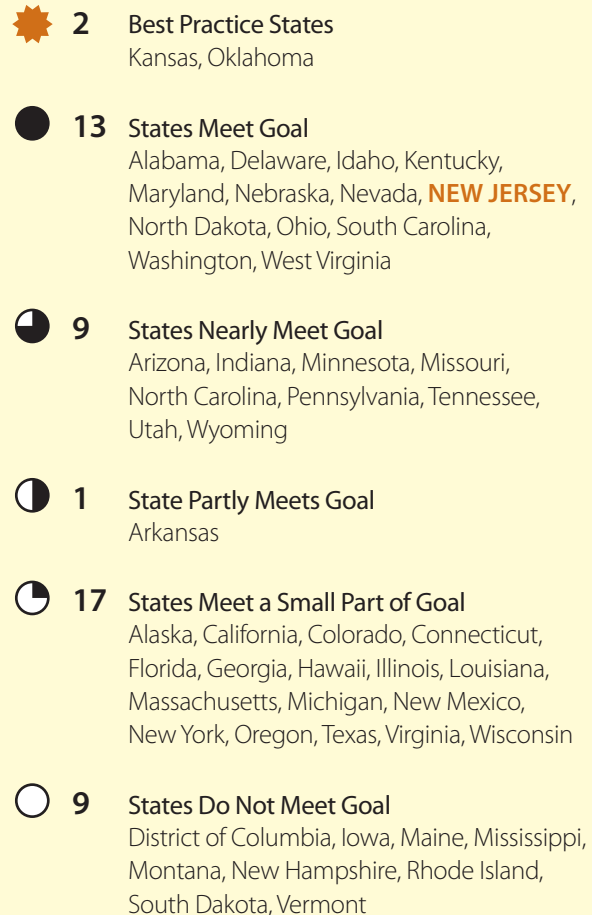 2 Best Practice States
Kansas, Oklahoma
13 States Meet Goal
Alabama, Delaware, Idaho, Kentucky,
Maryland, Nebraska, Nevada, NEW JERSEY,
North Dakota, Ohio, South Carolina,
Washington, West Virginia
9 States Nearly Meet Goal
Arizona, Indiana, Minnesota, Missouri,
North Carolina, Pennsylvania, Tennessee,
Utah, Wyoming
1 State Partly Meets Goal
Arkansas
17 States Meet a Small Part of Goal
Alaska, California, Colorado, Connecticut,
Florida, Georgia, Hawaii, Illinois, Louisiana,
Massachusetts, Michigan, New Mexico,
New York, Oregon, Texas, Virginia, Wisconsin
9 States Do Not Meet Goal
District of Columbia, Iowa, Maine, Mississippi,
Montana, New Hampshire, Rhode Island,
South Dakota, Vermont